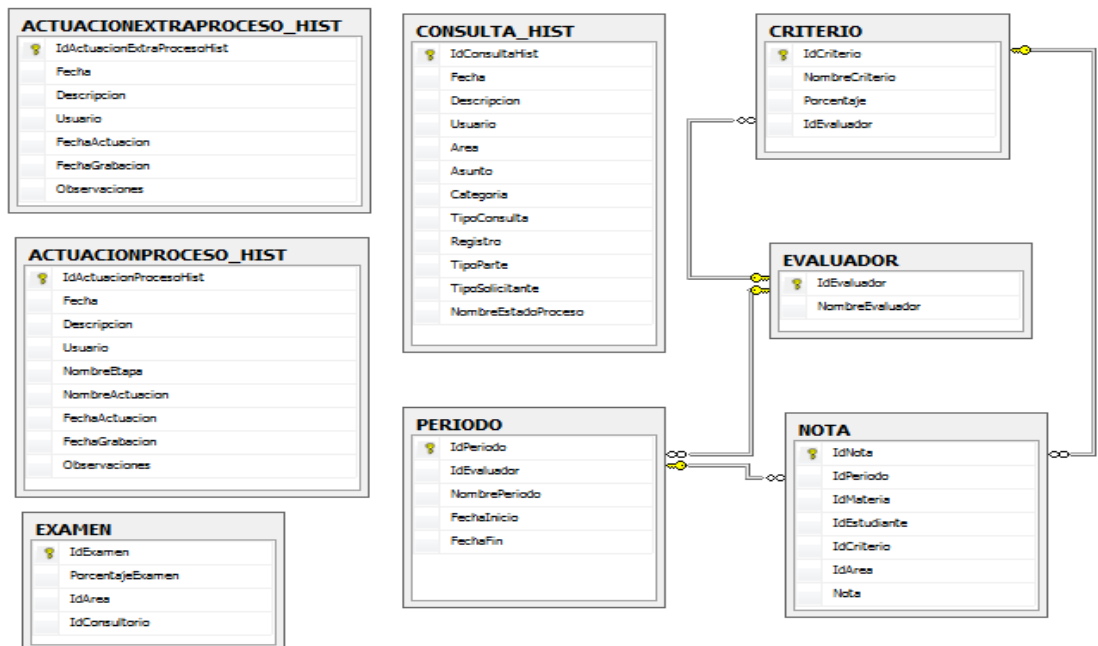 ACTUACIONEXTRAPROCESO_HIST
IdActuacionExtraProcesoHist
Fecha
Descripcion
Usuario
FechaActuacion
FechaGrabacion
Observaciones
ACTUACIONPROCESO_HIST
IdActuacionProcesoHist
Fecha
Descripcion
Usuario
NombreEtapa
NombreActuacion
FechaActuacion
FechaGrabacion
Observaciones
EXAMEN
IdExamen
PorcentajeExamen
IdArea
IdConsultorio
CONSULTA_HIST
IdConsultaHist
Fecha
Descripcion
Usuario
Area
Asunto
Categoria
TipoConsulta
Registro
TipoParte
TipoSolicitante
NombreEstadoProceso
PERIODO
IdPeriodo
IdEvaluador
NombrePeriodo
FechaInicio
FechaFin
CRITERIO
IdCriterio
NombreCriterio
Porcentaje
IdEvaluador
EVALUADOR
IdEvaluador
NombreEvaluador
NOTA
IdNota
IdPeriodo
IdMateria
IdEstudiante
IdCriterio
IdArea
Nota